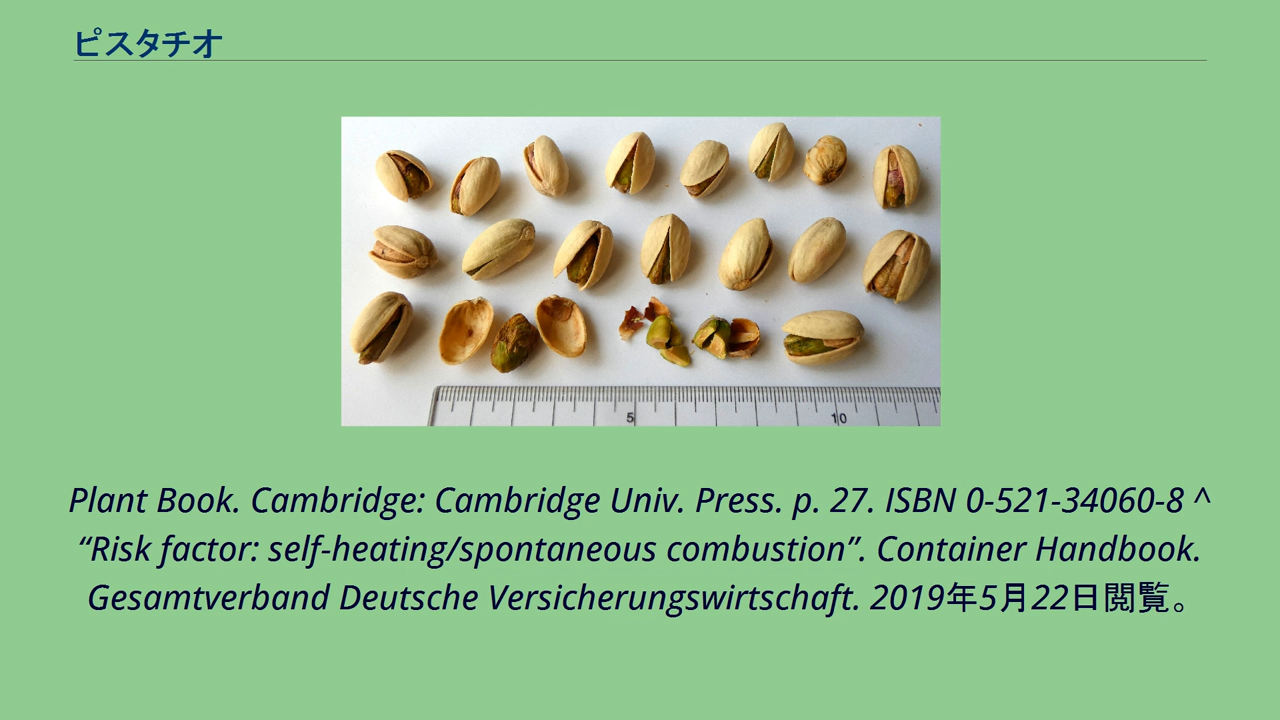 ピスタチオ
5
10
Plant Book. Cambridge: Cambridge Univ. Press. p. 27. ISBN 0-521-34060-8 ^
“Risk factor: self-heating/spontaneous combustion”. Container Handbook.
Gesamtverband Deutsche Versicherungswirtschaft. 2019年5月22日閲覧。